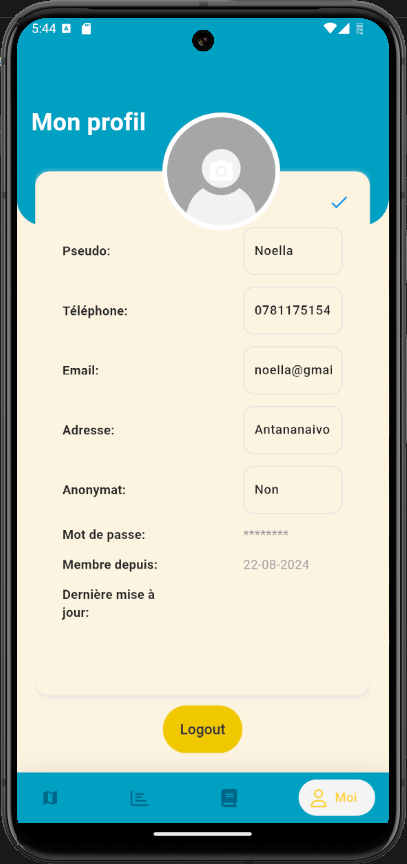 5:44 A
Mon profil
Pseudo: Noella
Téléphone: 0781175154
Email: noella@gmai
Adresse: Antananaivo
Anonymat: Non
Mot de passe: ********
Membre depuis: 22-08-2024
Dernière mise à
jour:
Logout
Moi